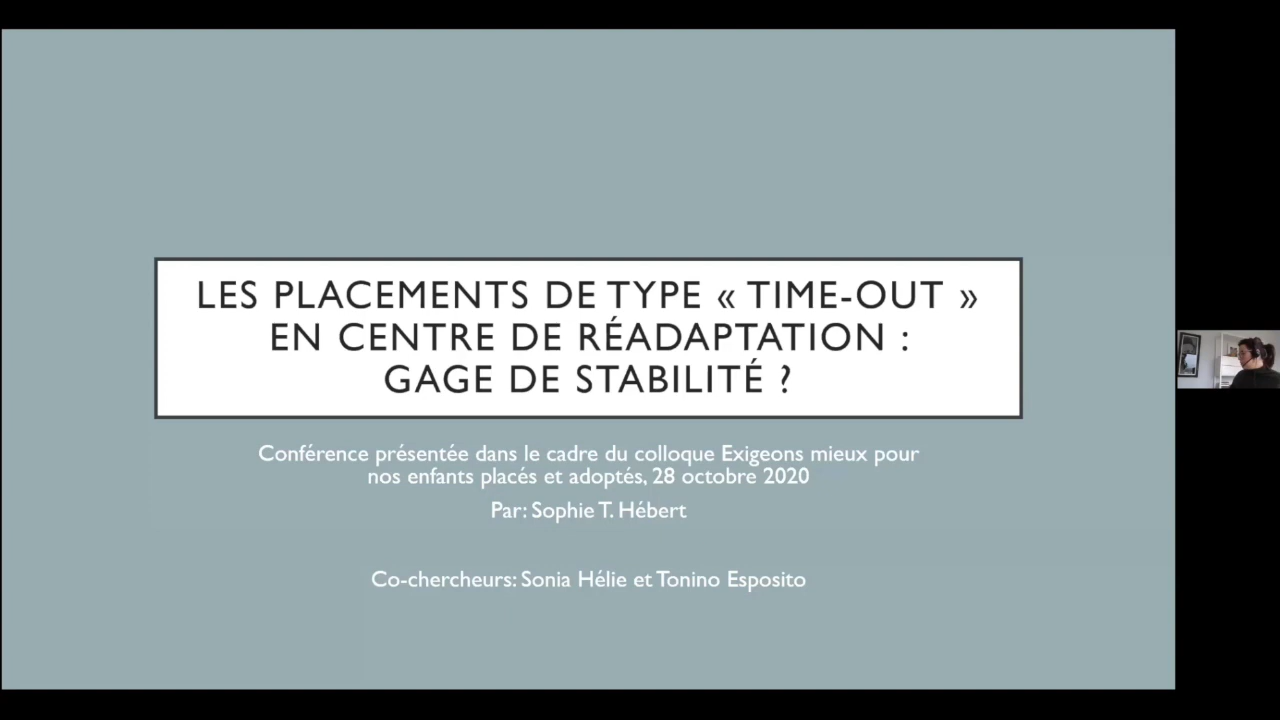 LES PLACEMENTS DE TYPE « TIME-OUT »
EN CENTRE DE RÉADAPTATION :
GAGE DE STABILITÉ ?
Conférence présentée dans le cadre du colloque Exigeons mieux pour
nos enfants placés et adoptés, 28 octobre 2020
Par: Sophie T. Hébert
Co-chercheurs: Sonia Hélie et Tonino Esposito